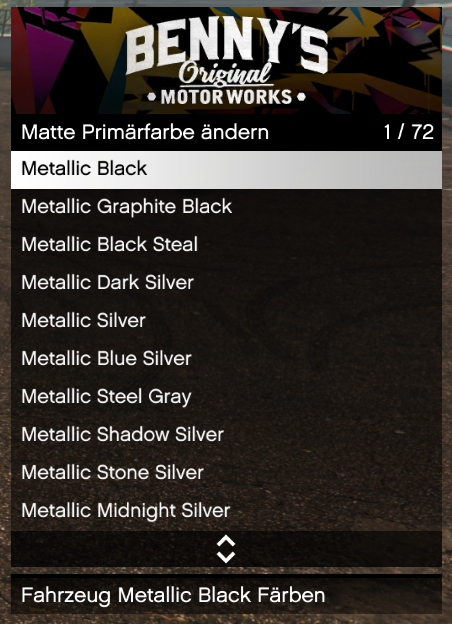 BENNY'S
Original
• MOTORWORKS •
Matte Primärfarbe ändern 1 / 72
Metallic Black
Metallic Graphite Black
Metallic Black Steal
Metallic Dark Silver
Metallic Silver
Metallic Blue Silver
Metallic Steel Gray
Metallic Shadow Silver
Metallic Stone Silver
Metallic Midnight Silver
Fahrzeug Metallic Black Färben